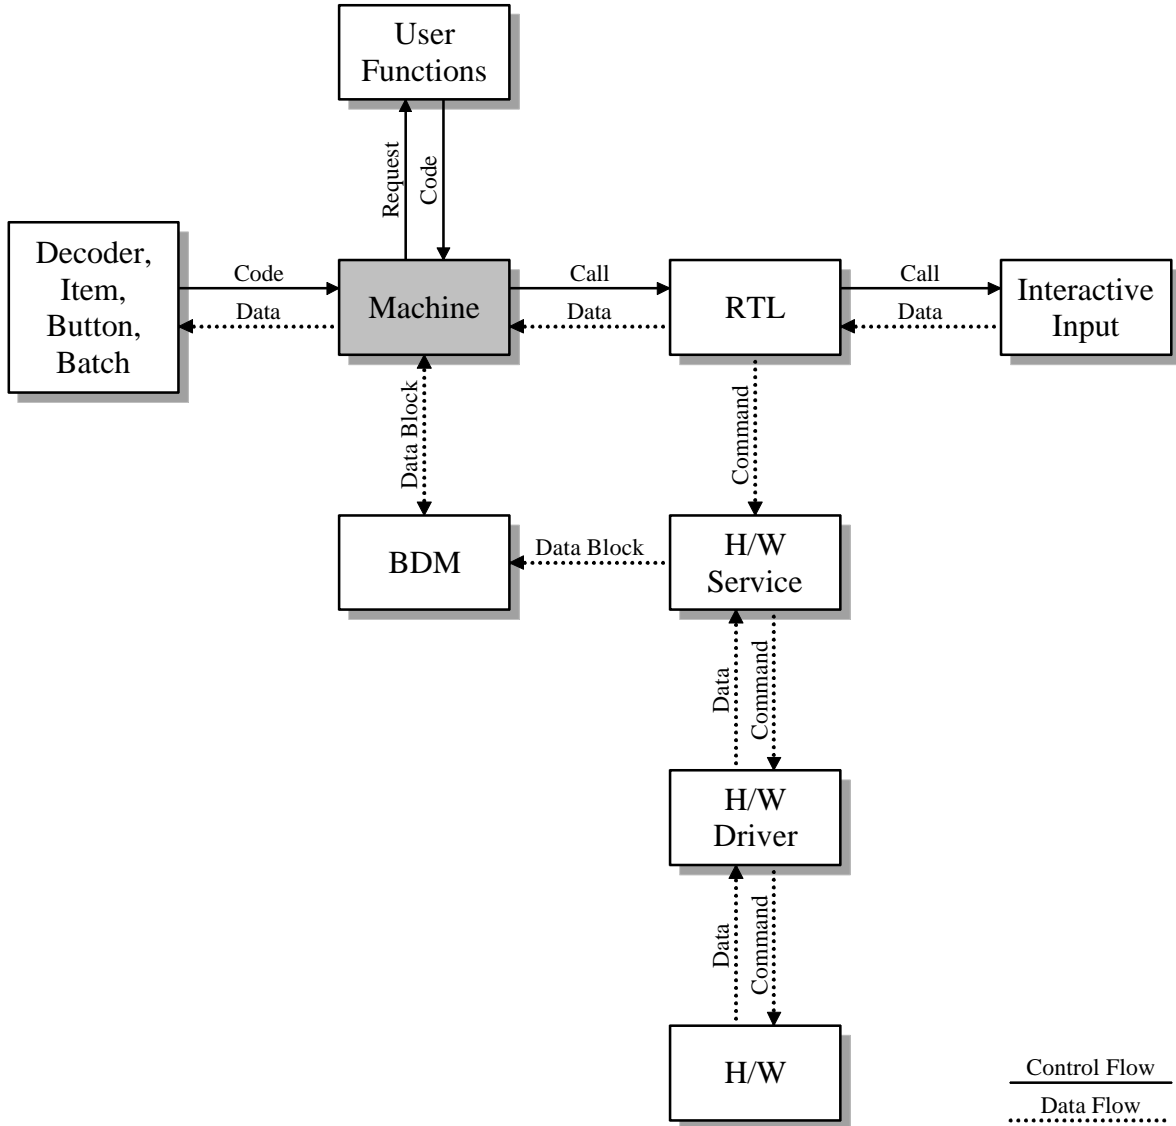 User
Functions
Request
Code
Decoder,
Item,
Button,
Batch
Code
Data
Machine
Call
Data
RTL
Call
Data
Interactive
Input
Data Block
Command
BDM
Data Block
H/W
Service
Data
Command
H/W
Driver
Data
Command
H/W
Control Flow
Data Flow